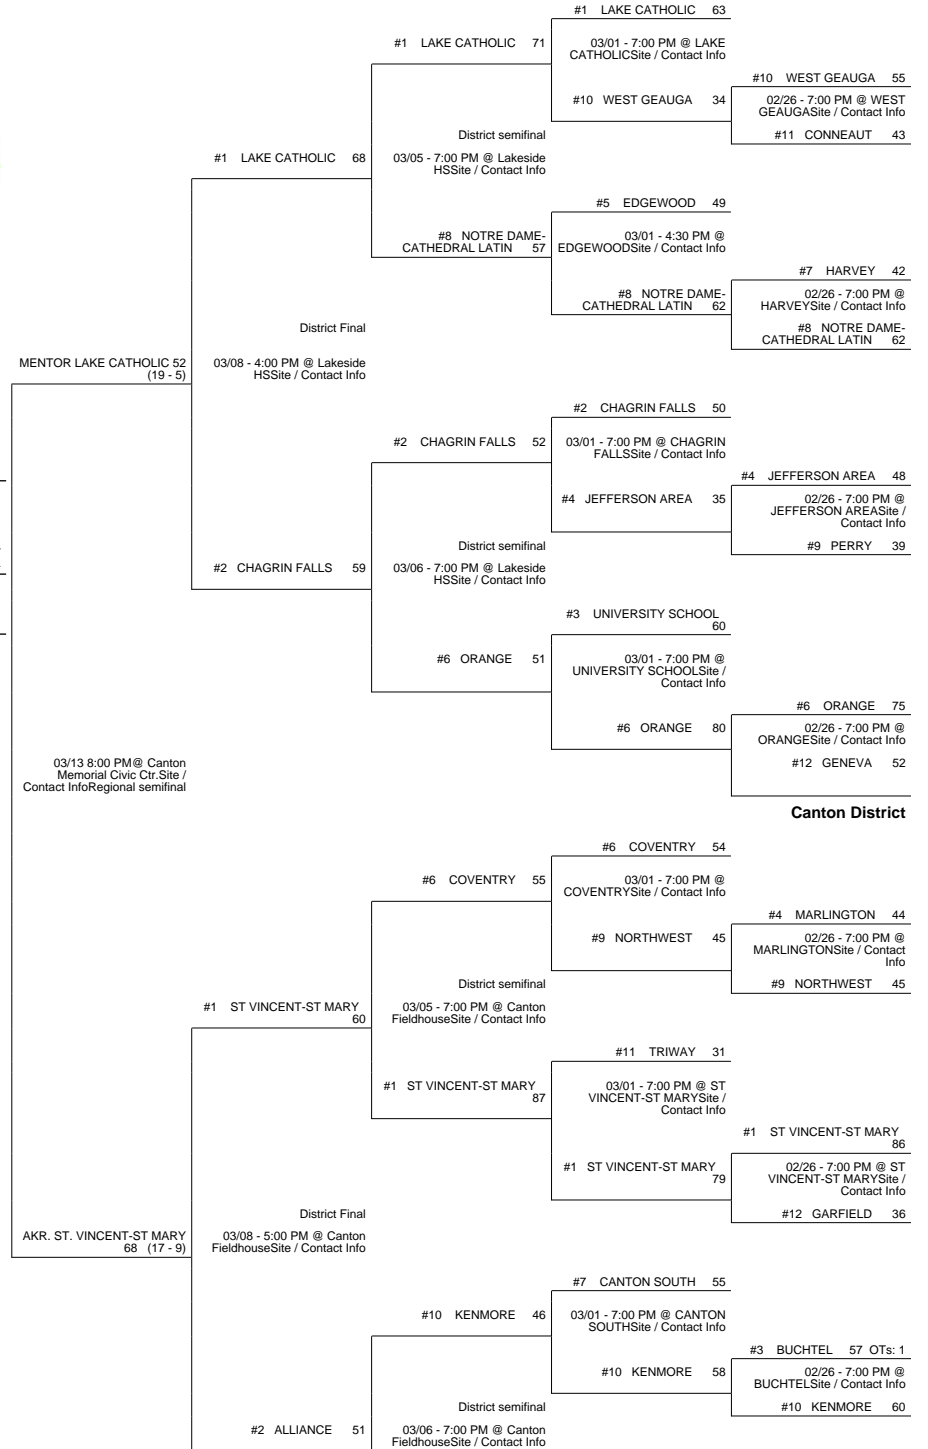 #1 LAKE CATHOLIC 63
#1 LAKE CATHOLIC 71
03/01 - 7:00 PM @ LAKE
CATHOLICSite / Contact Info
#10 WEST GEAUGA 55
#10 WEST GEAUGA 34
02/26 - 7:00 PM @ WEST
GEAUGASite / Contact Info
#11 CONNEAUT 43
District semifinal
#1 LAKE CATHOLIC 68
03/05 - 7:00 PM @ Lakeside
HSSite / Contact Info
#5 EDGEWOOD 49
#8 NOTRE DAME-
CATHEDRAL LATIN 57
03/01 - 4:30 PM @
EDGEWOODSite / Contact Info
#7 HARVEY 42
#8 NOTRE DAME-
CATHEDRAL LATIN 62
02/26 - 7:00 PM @
HARVEYSite / Contact Info
#8 NOTRE DAME-
CATHEDRAL LATIN 62
District Final
MENTOR LAKE CATHOLIC 52
(19 - 5)
03/08 - 4:00 PM @ Lakeside
HSSite / Contact Info
#2 CHAGRIN FALLS 50
#2 CHAGRIN FALLS 52
03/01 - 7:00 PM @ CHAGRIN
FALLSSite / Contact Info
#4 JEFFERSON AREA 48
#4 JEFFERSON AREA 35
02/26 - 7:00 PM @
JEFFERSON AREASite /
Contact Info
#9 PERRY 39
District semifinal
#2 CHAGRIN FALLS 59
03/06 - 7:00 PM @ Lakeside
HSSite / Contact Info
#3 UNIVERSITY SCHOOL
60
#6 ORANGE 51
03/01 - 7:00 PM @
UNIVERSITY SCHOOLSite /
Contact Info
#6 ORANGE 75
#6 ORANGE 80
02/26 - 7:00 PM @
ORANGESite / Contact Info
#12 GENEVA 52
03/13 8:00 PM@ Canton
Memorial Civic Ctr.Site /
Contact InfoRegional semifinal
Canton District
#6 COVENTRY 54
#6 COVENTRY 55
03/01 - 7:00 PM @
COVENTRYSite / Contact Info
#4 MARLINGTON 44
#9 NORTHWEST 45
02/26 - 7:00 PM @
MARLINGTONSite / Contact
Info
#9 NORTHWEST 45
District semifinal
#1 ST VINCENT-ST MARY
60
03/05 - 7:00 PM @ Canton
FieldhouseSite / Contact Info
#11 TRIWAY 31
#1 ST VINCENT-ST MARY
87
03/01 - 7:00 PM @ ST
VINCENT-ST MARYSite /
Contact Info
#1 ST VINCENT-ST MARY
86
#1 ST VINCENT-ST MARY
79
02/26 - 7:00 PM @ ST
VINCENT-ST MARYSite /
Contact Info
#12 GARFIELD 36
District Final
AKR. ST. VINCENT-ST MARY
68 (17 - 9)
03/08 - 5:00 PM @ Canton
FieldhouseSite / Contact Info
#7 CANTON SOUTH 55
#10 KENMORE 46
03/01 - 7:00 PM @ CANTON
SOUTHSite / Contact Info
#3 BUCHTEL 57 OTs: 1
#10 KENMORE 58
02/26 - 7:00 PM @
BUCHTELSite / Contact Info
#10 KENMORE 60
District semifinal
#2 ALLIANCE 51
03/06 - 7:00 PM @ Canton
FieldhouseSite / Contact Info